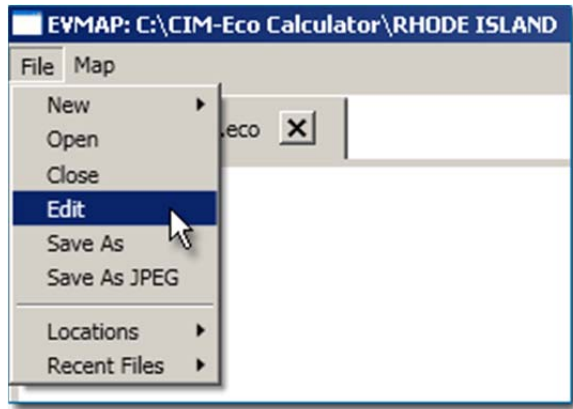 EVMAP: C:\CIM-Eco Calculator\RHODE ISLAND
File Map
New
.eco
Open
Close
Edit
Save As
Save As JPEG
Locations
Recent Files